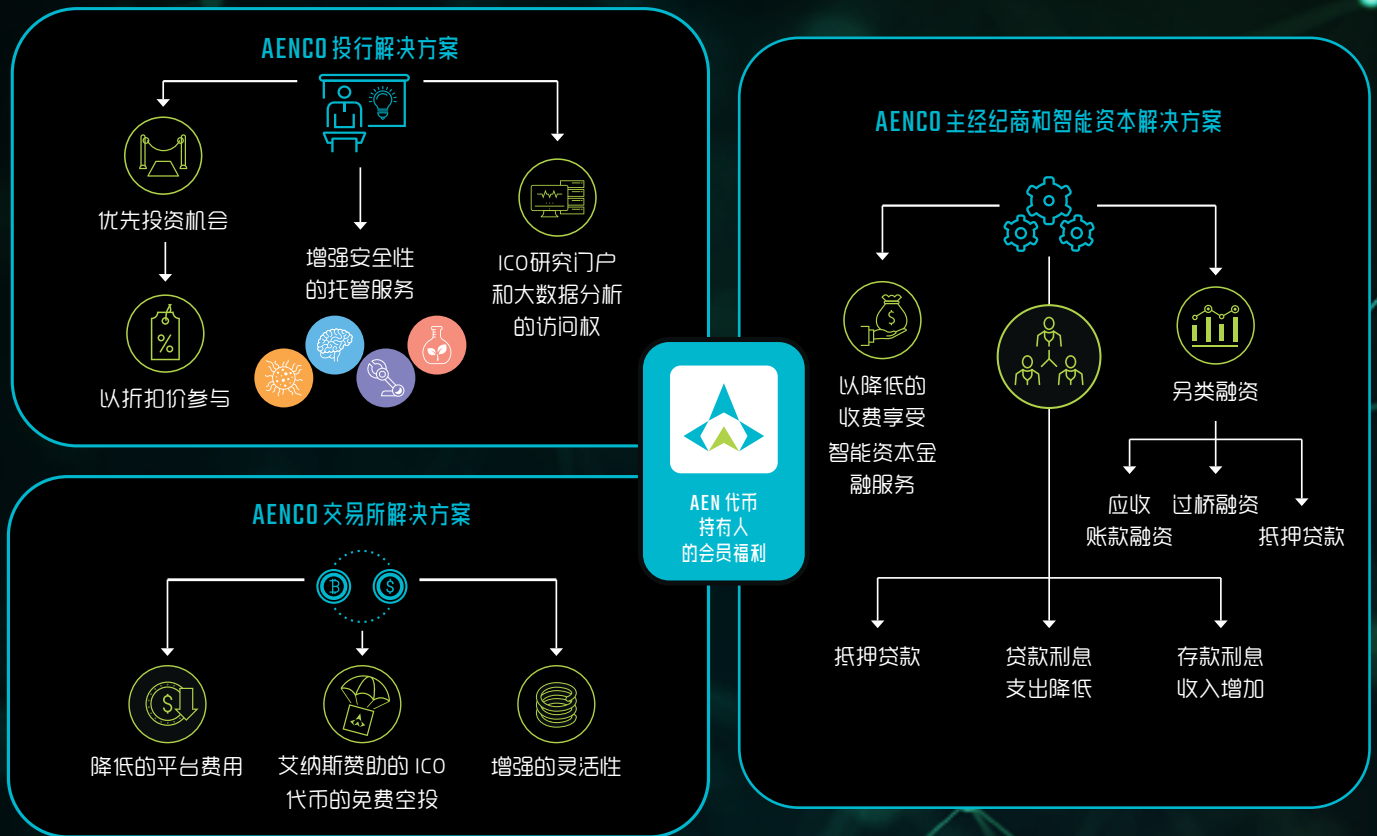 AENCO 投行解决方案
优先投资机会
以折扣价参与
增强安全性
的托管服务
ICO研究门户
和大数据分析
的访问权
AENCO 交易所解决方案
降低的平台费用
艾纳斯赞助的 ICO
代币的免费空投
增强的灵活性
AEN 代币
持有人
的会员福利
AENCO 主经纪商和智能资本解决方案
以降低的
收费享受
智能资本金
融服务
另类融资
应收
账款融资
过桥融资
抵押贷款
抵押贷款
贷款利息
支出降低
存款利息
收入增加